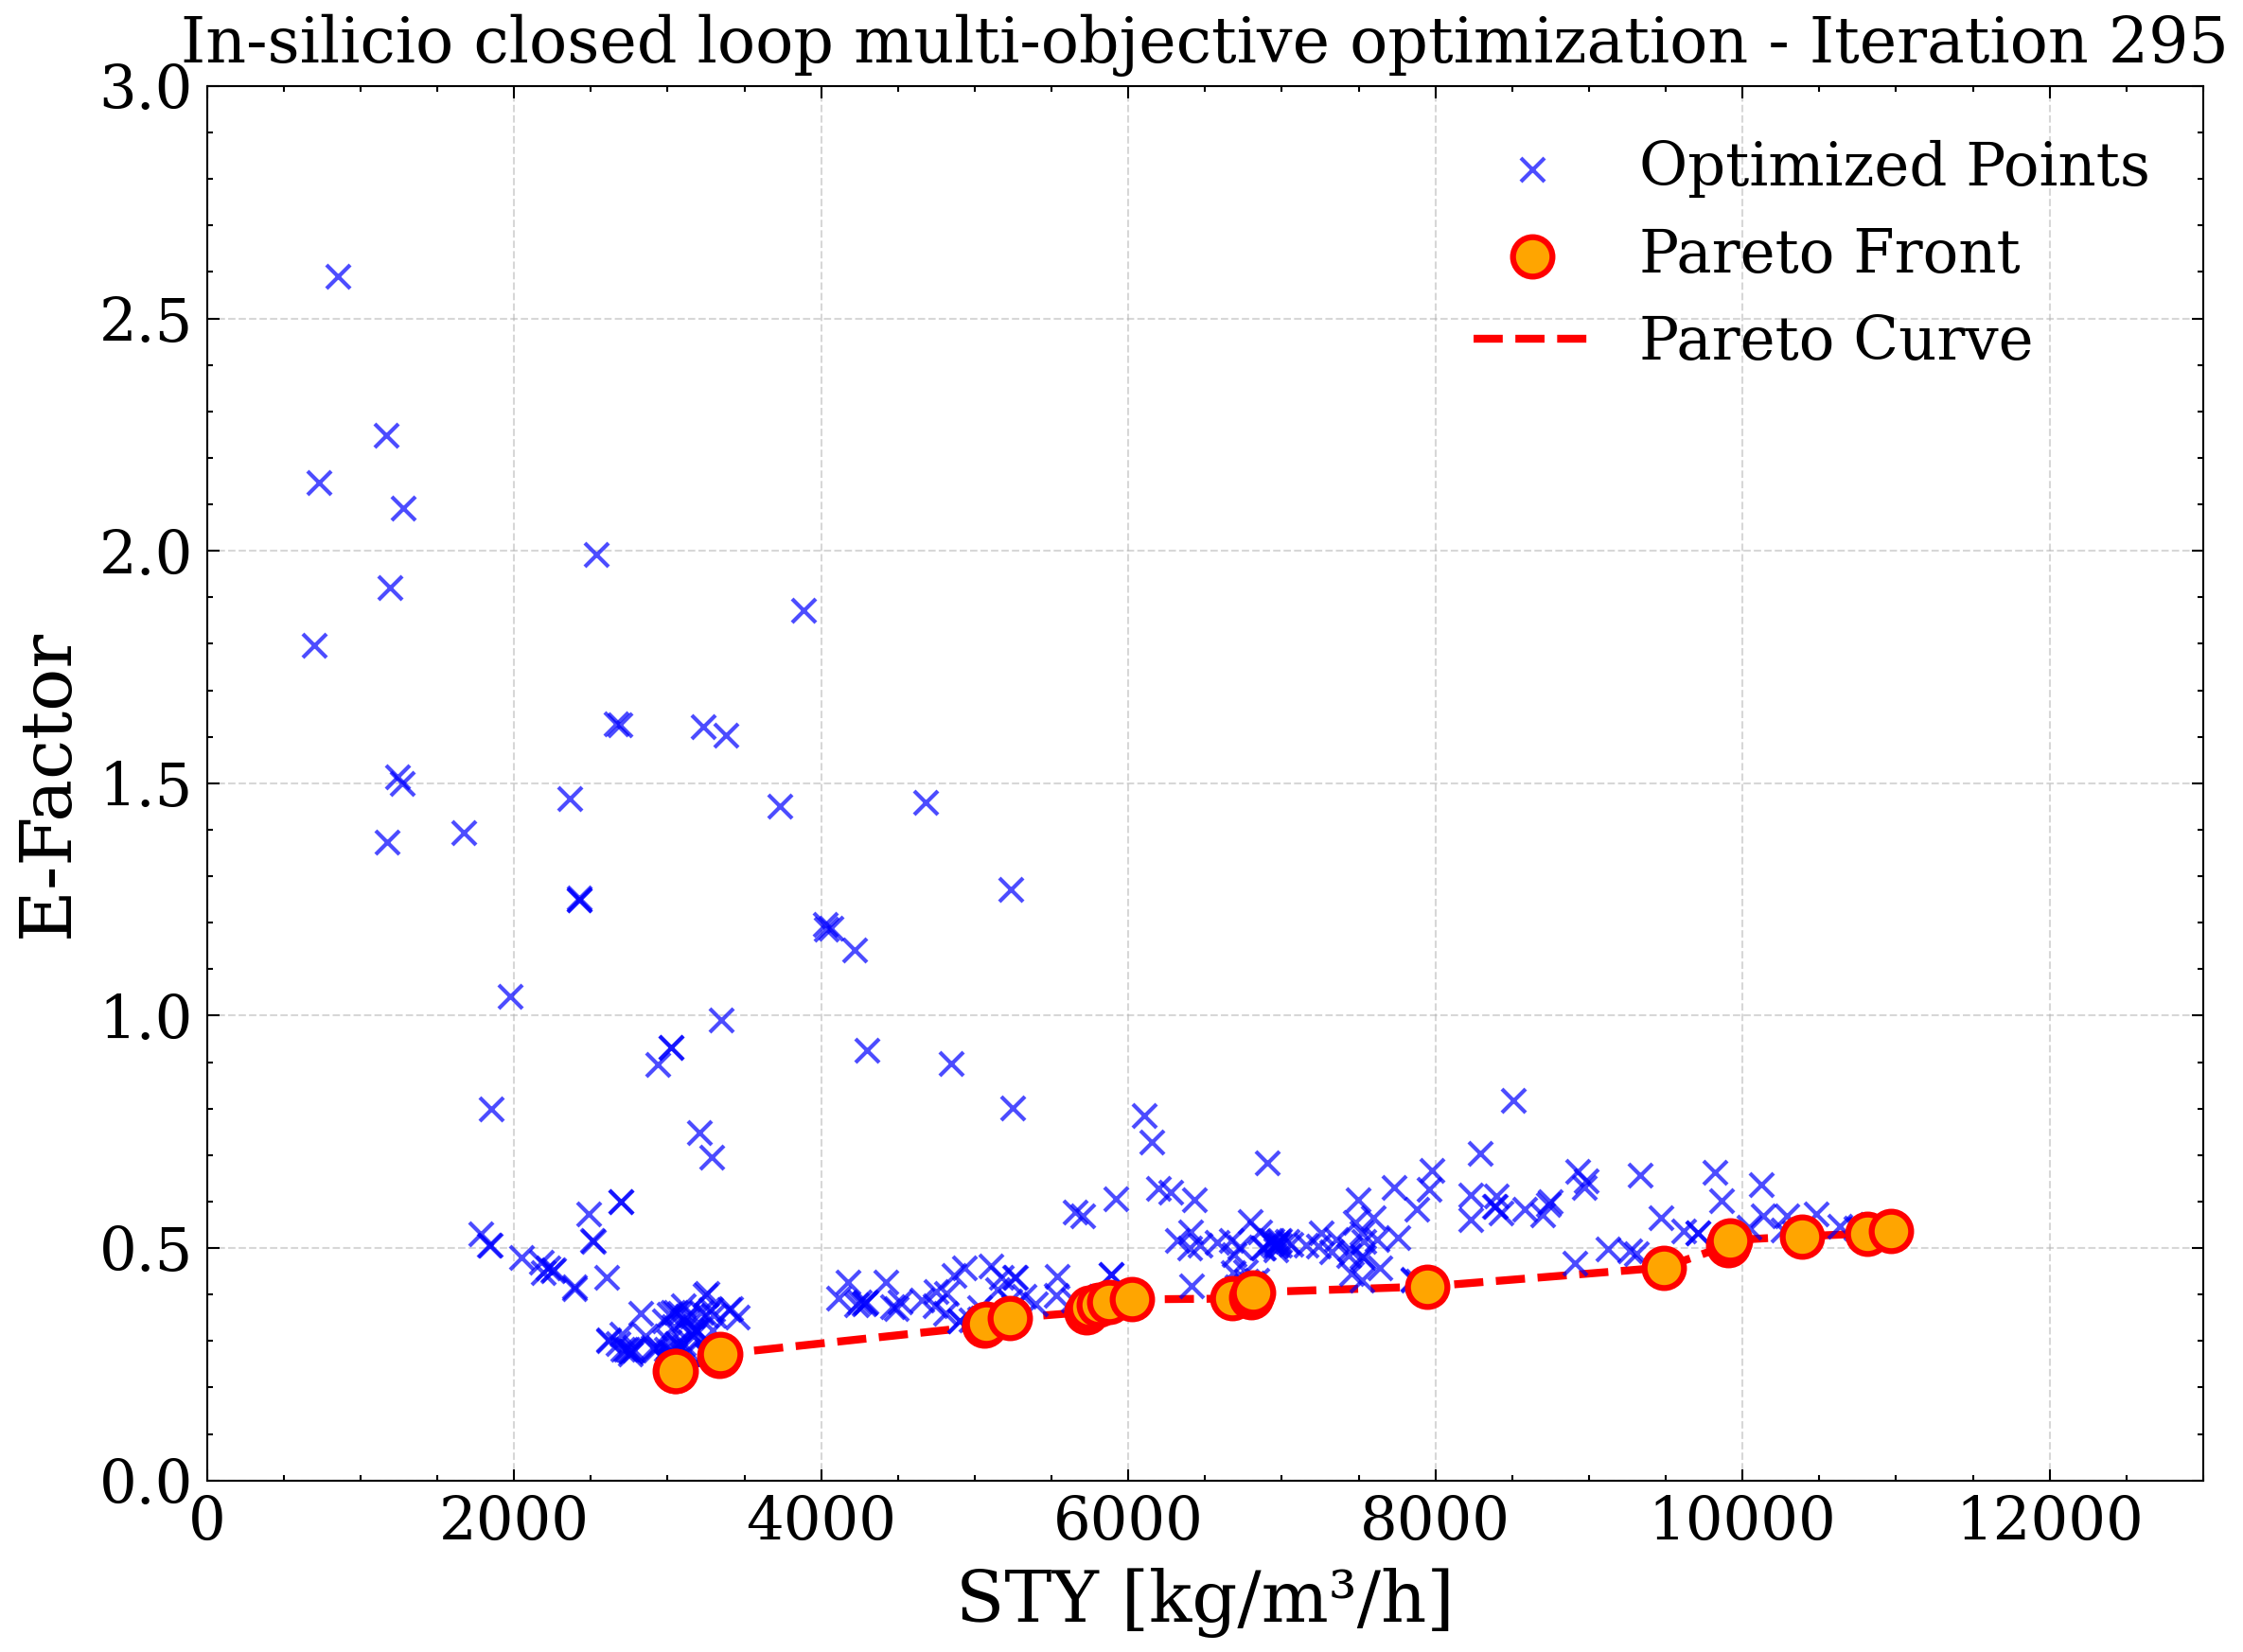 In-silicio closed loop multi-objective optimization - Iteration 295
3.0
2.5
2.0
1.5
1.0
0.5
0.0
E-Factor
Optimized Points
Pareto Front
Pareto Curve
0 2000 4000 6000 8000 10000 12000
STY [kg/m³/h]